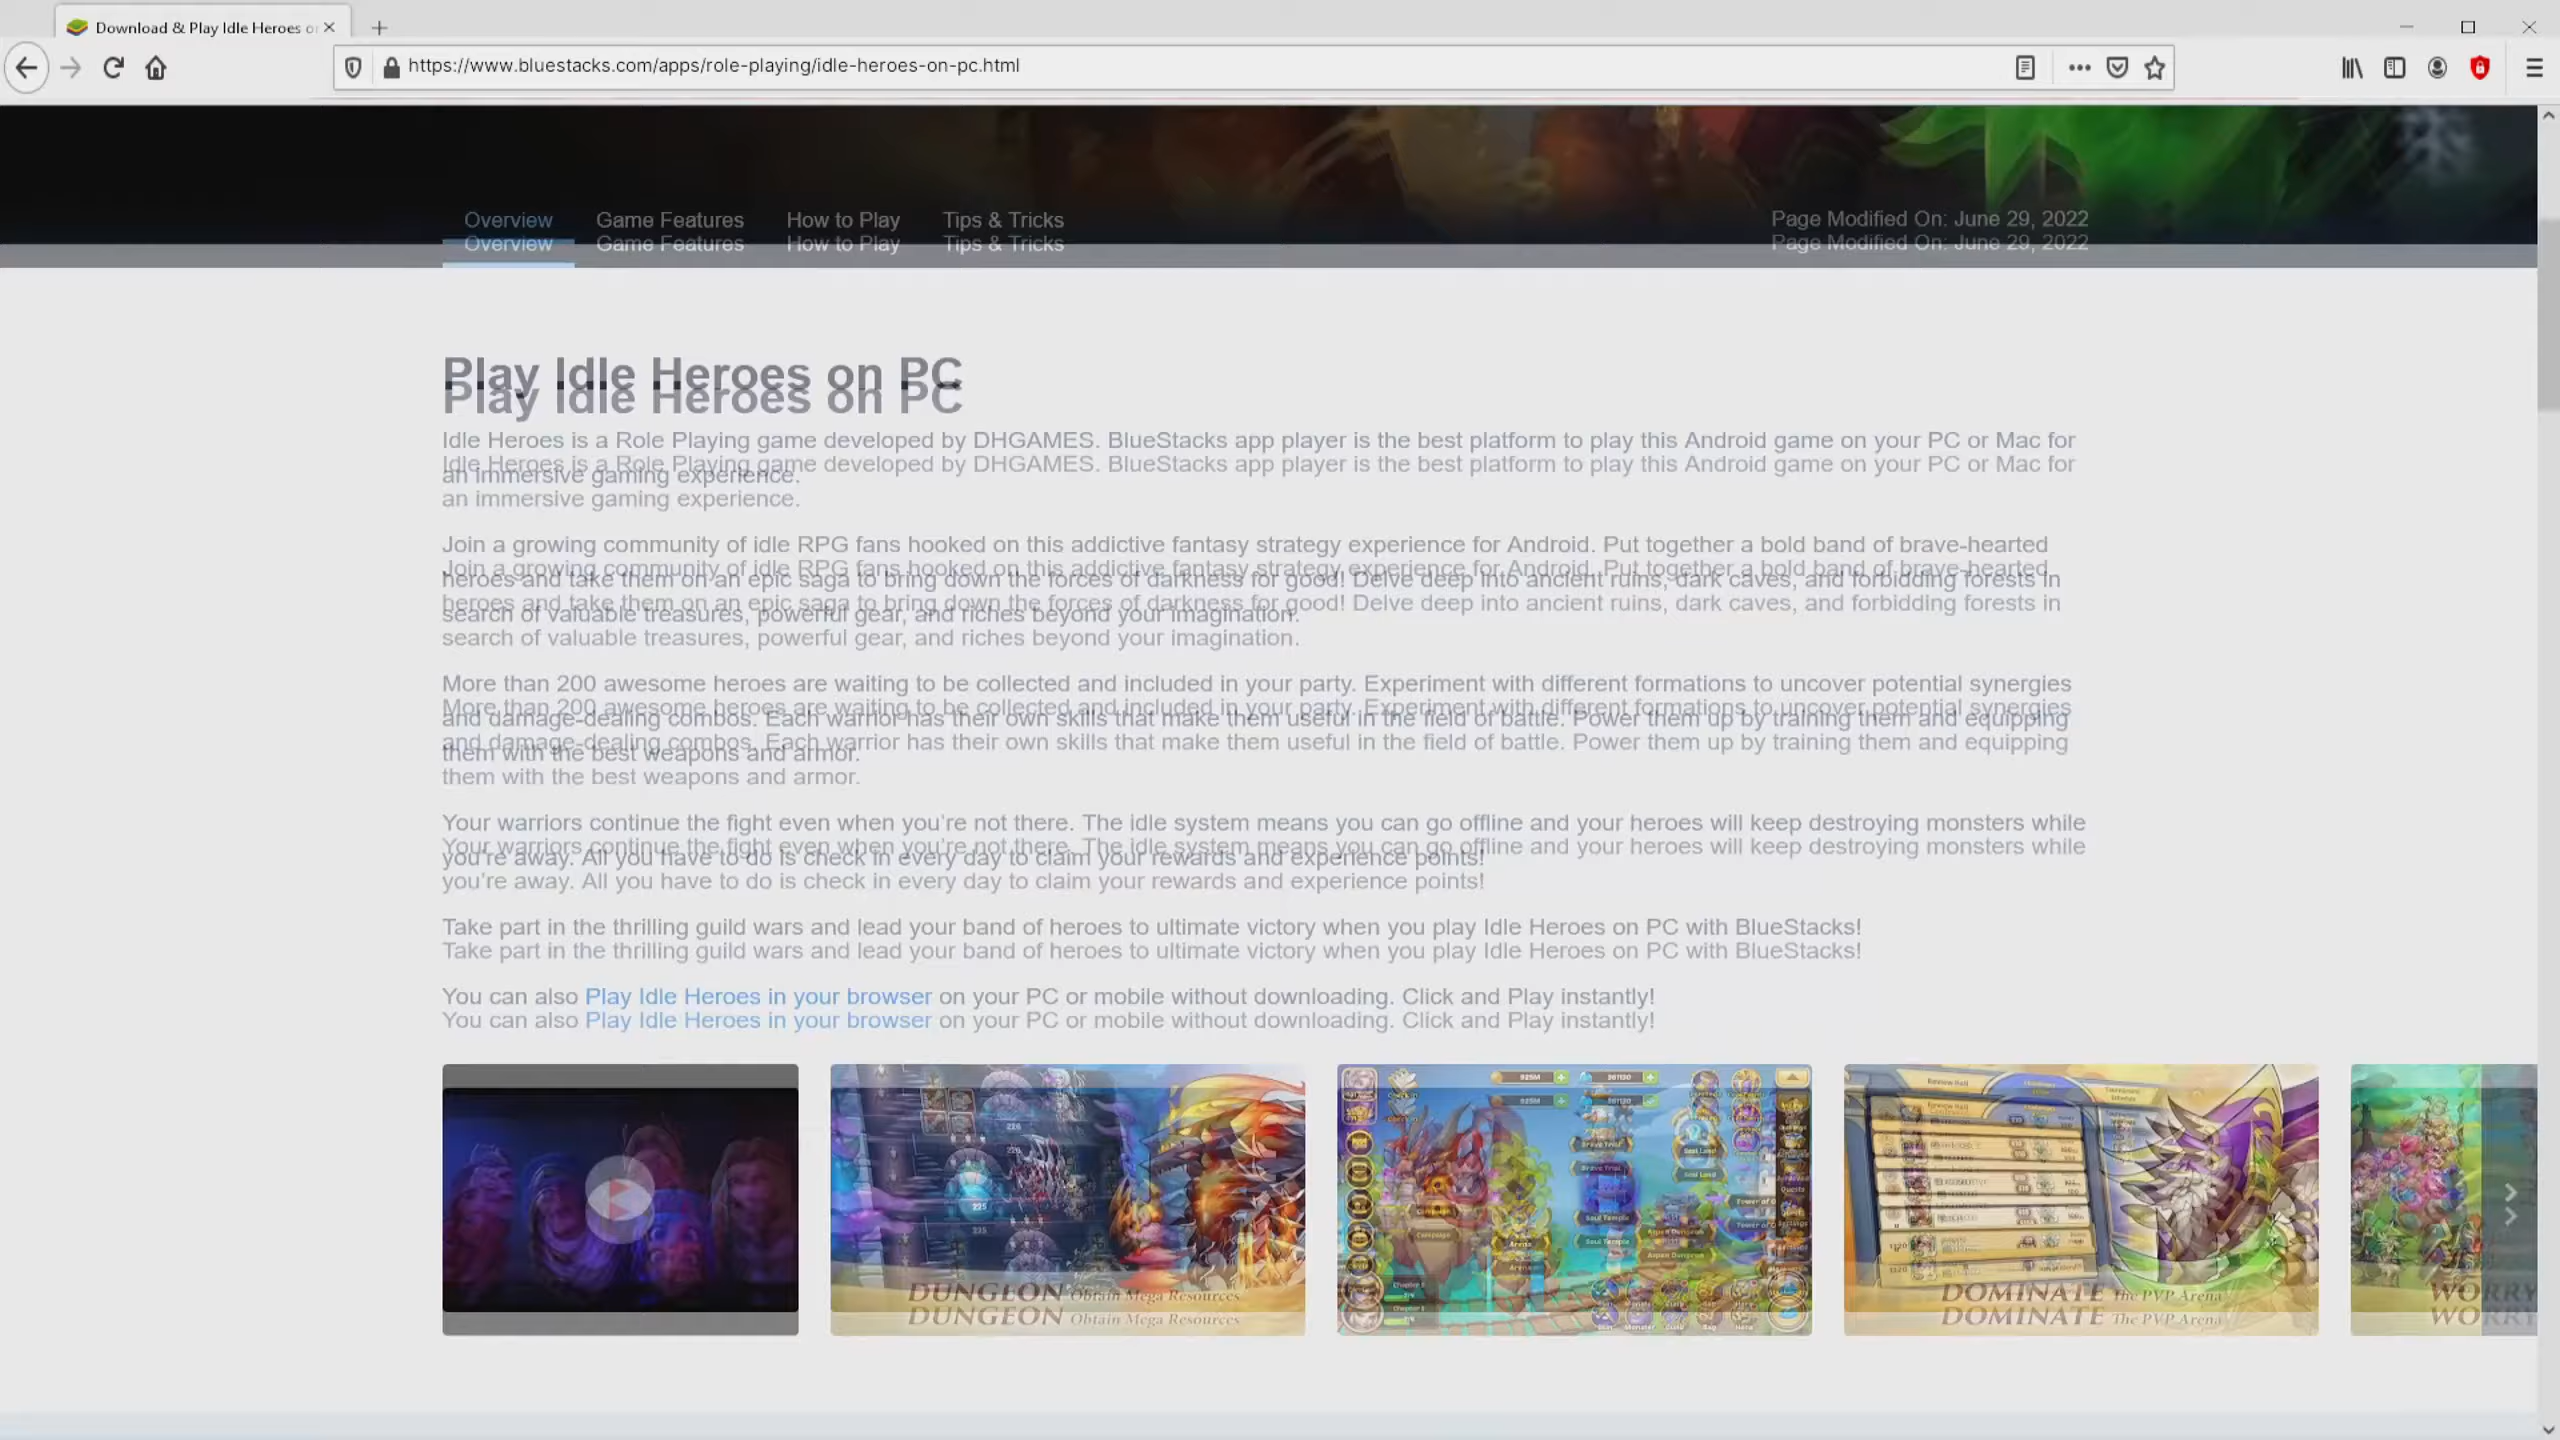 Download & Play Idle Heroes o
https://www.bluestacks.com/apps/role-playing/idle-heroes-on-pc.html
Overview Game Features How to Play Tips & Tricks Page Modified On: June 29, 2022
Overview Game Features How to Play Tips & Tricks Page Modified On: June 29, 2022
Play Idle Heroes on PC
Play Idle Heroes on PC
Idle Heroes is a Role Playing game developed by DHGAMES. BlueStacks app player is the best platform to play this Android game on your PC or Mac for
Idle Heroes is a Role Playing game developed by DHGAMES. BlueStacks app player is the best platform to play this Android game on your PC or Mac for
an immersive gaming experience.
an immersive gaming experience.
Join a growing community of idle RPG fans hooked on this addictive fantasy strategy experience for Android. Put together a bold band of brave-hearted
Join a growing community of idle RPG fans hooked on this addictive fantasy strategy experience for Android. Put together a bold band of brave-hearted
heroes and take them on an epic saga to bring down the forces of darkness for good! Delve deep into ancient ruins, dark caves, and forbidding forests in
heroes and take them on an epic saga to bring down the forces of darkness for good! Delve deep into ancient ruins, dark caves, and forbidding forests in
search of valuable treasures, powerful gear, and riches beyond your imagination.
search of valuable treasures, powerful gear, and riches beyond your imagination.
More than 200 awesome heroes are waiting to be collected and included in your party. Experiment with different formations to uncover potential synergies
More than 200 awesome heroes are waiting to be collected and included in your party. Experiment with different formations to uncover potential synergies
and damage-dealing combos. Each warrior has their own skills that make them useful in the field of battle. Power them up by training them and equipping
and damage-dealing combos. Each warrior has their own skills that make them useful in the field of battle. Power them up by training them and equipping
them with the best weapons and armor.
them with the best weapons and armor.
Your warriors continue the fight even when you're not there. The idle system means you can go offline and your heroes will keep destroying monsters while
Your warriors continue the fight even when you're not there. The idle system means you can go offline and your heroes will keep destroying monsters while
you're away. All you have to do is check in every day to claim your rewards and experience points!
you're away. All you have to do is check in every day to claim your rewards and experience points!
Take part in the thrilling guild wars and lead your band of heroes to ultimate victory when you play Idle Heroes on PC with BlueStacks!
Take part in the thrilling guild wars and lead your band of heroes to ultimate victory when you play Idle Heroes on PC with BlueStacks!
You can also Play Idle Heroes in your browser on your PC or mobile without downloading. Click and Play instantly!
You can also Play Idle Heroes in your browser on your PC or mobile without downloading. Click and Play instantly!
DUNGEON Obtain Mega Resources
DUNGEON Obtain Mega Resources
DOMINATE The PVP Arena
DOMINATE The PVP Arena
WORRY
WORRY